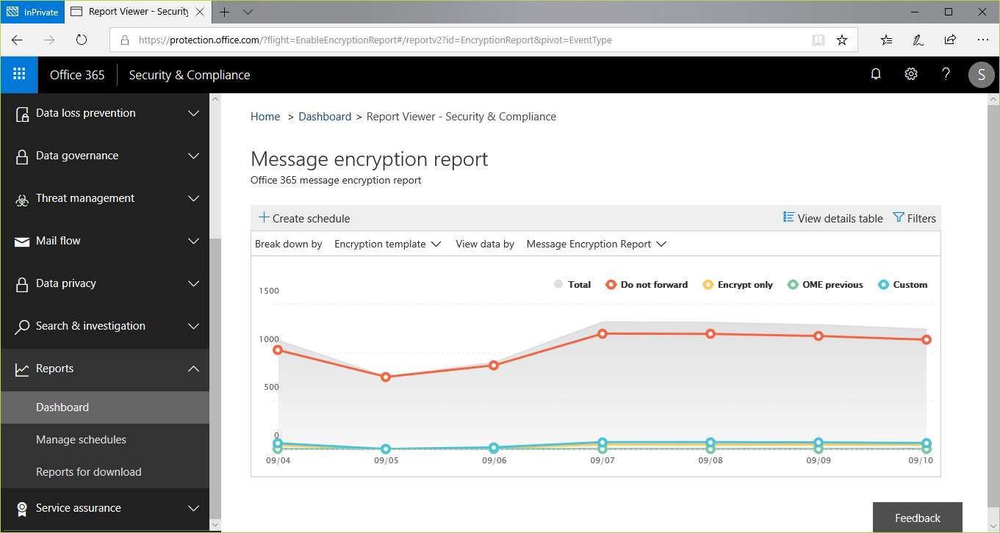 InPrivate
Report Viewer - Security
https://protection.office.com/?flight=EnableEncryptionReport#/reportv2?id=EncryptionReport&pivot=EventType
Office 365
Security & Compliance
?
S
Data loss prevention
Data governance
Threat management
Mail flow
Data privacy
Search & investigation
Reports
Dashboard
Manage schedules
Reports for download
Service assurance
Home > Dashboard > Report Viewer - Security & Compliance
Message encryption report
Office 365 message encryption report
Create schedule
View details table
Filters
Break down by Encryption template View data by Message Encryption Report
Total Do not forward Encrypt only OME previous Custom
1500
1000
500
0
09/04 09/05 09/06 09/07 09/08 09/09 09/10
Feedback